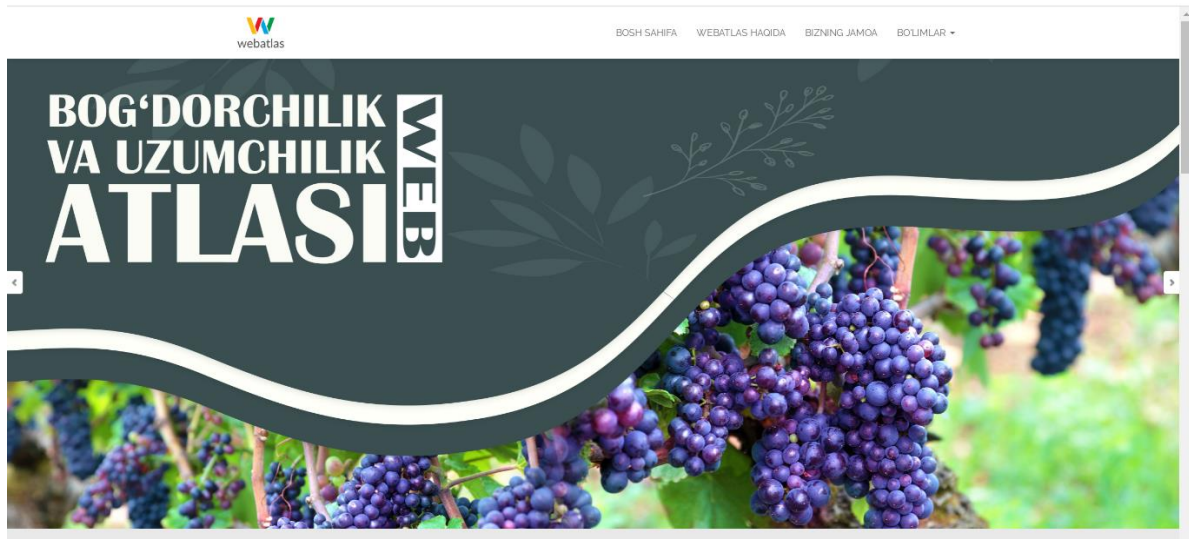 webatlas
BOSH SAHIFA WEBATLAS HAQIDA BIZNING JAMOA BO'LIMLAR
BOG‘DORCHILIK
VA UZUMCHILIK
ATLASI
WEB